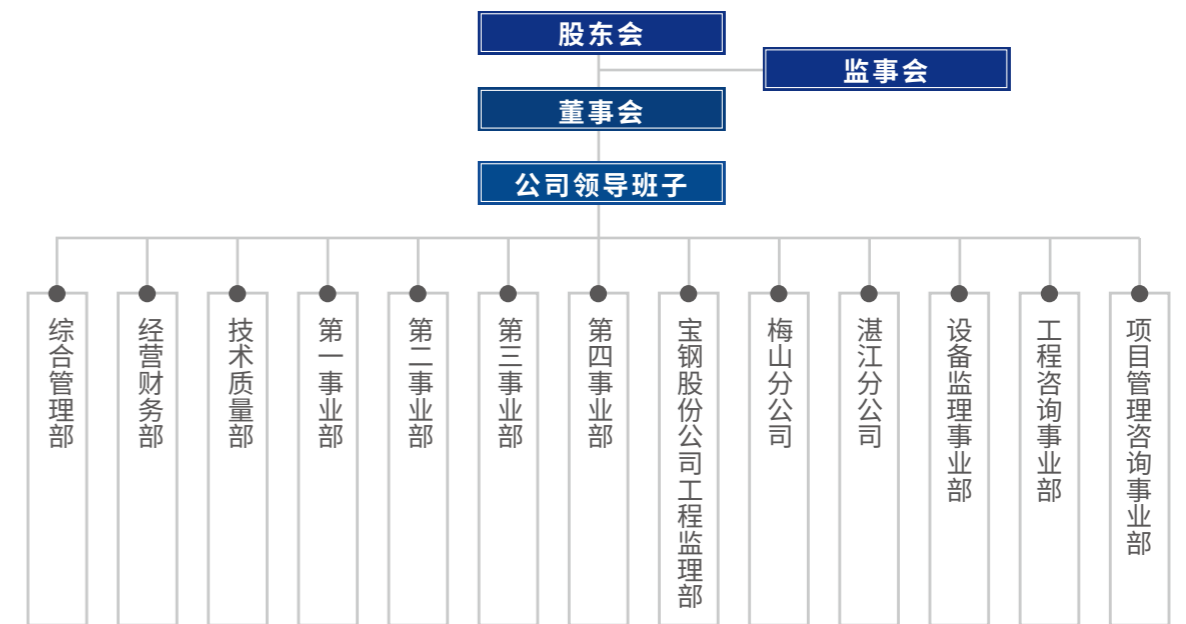 股东会
监事会
董事会
公司领导班子
综合管理部
经营财务部
技术质量部
第一事业部
第二事业部
第三事业部
第四事业部
宝钢股份公司工程监理部
梅山分公司
湛江分公司
设备监理事业部
工程咨询事业部
项目管理咨询事业部